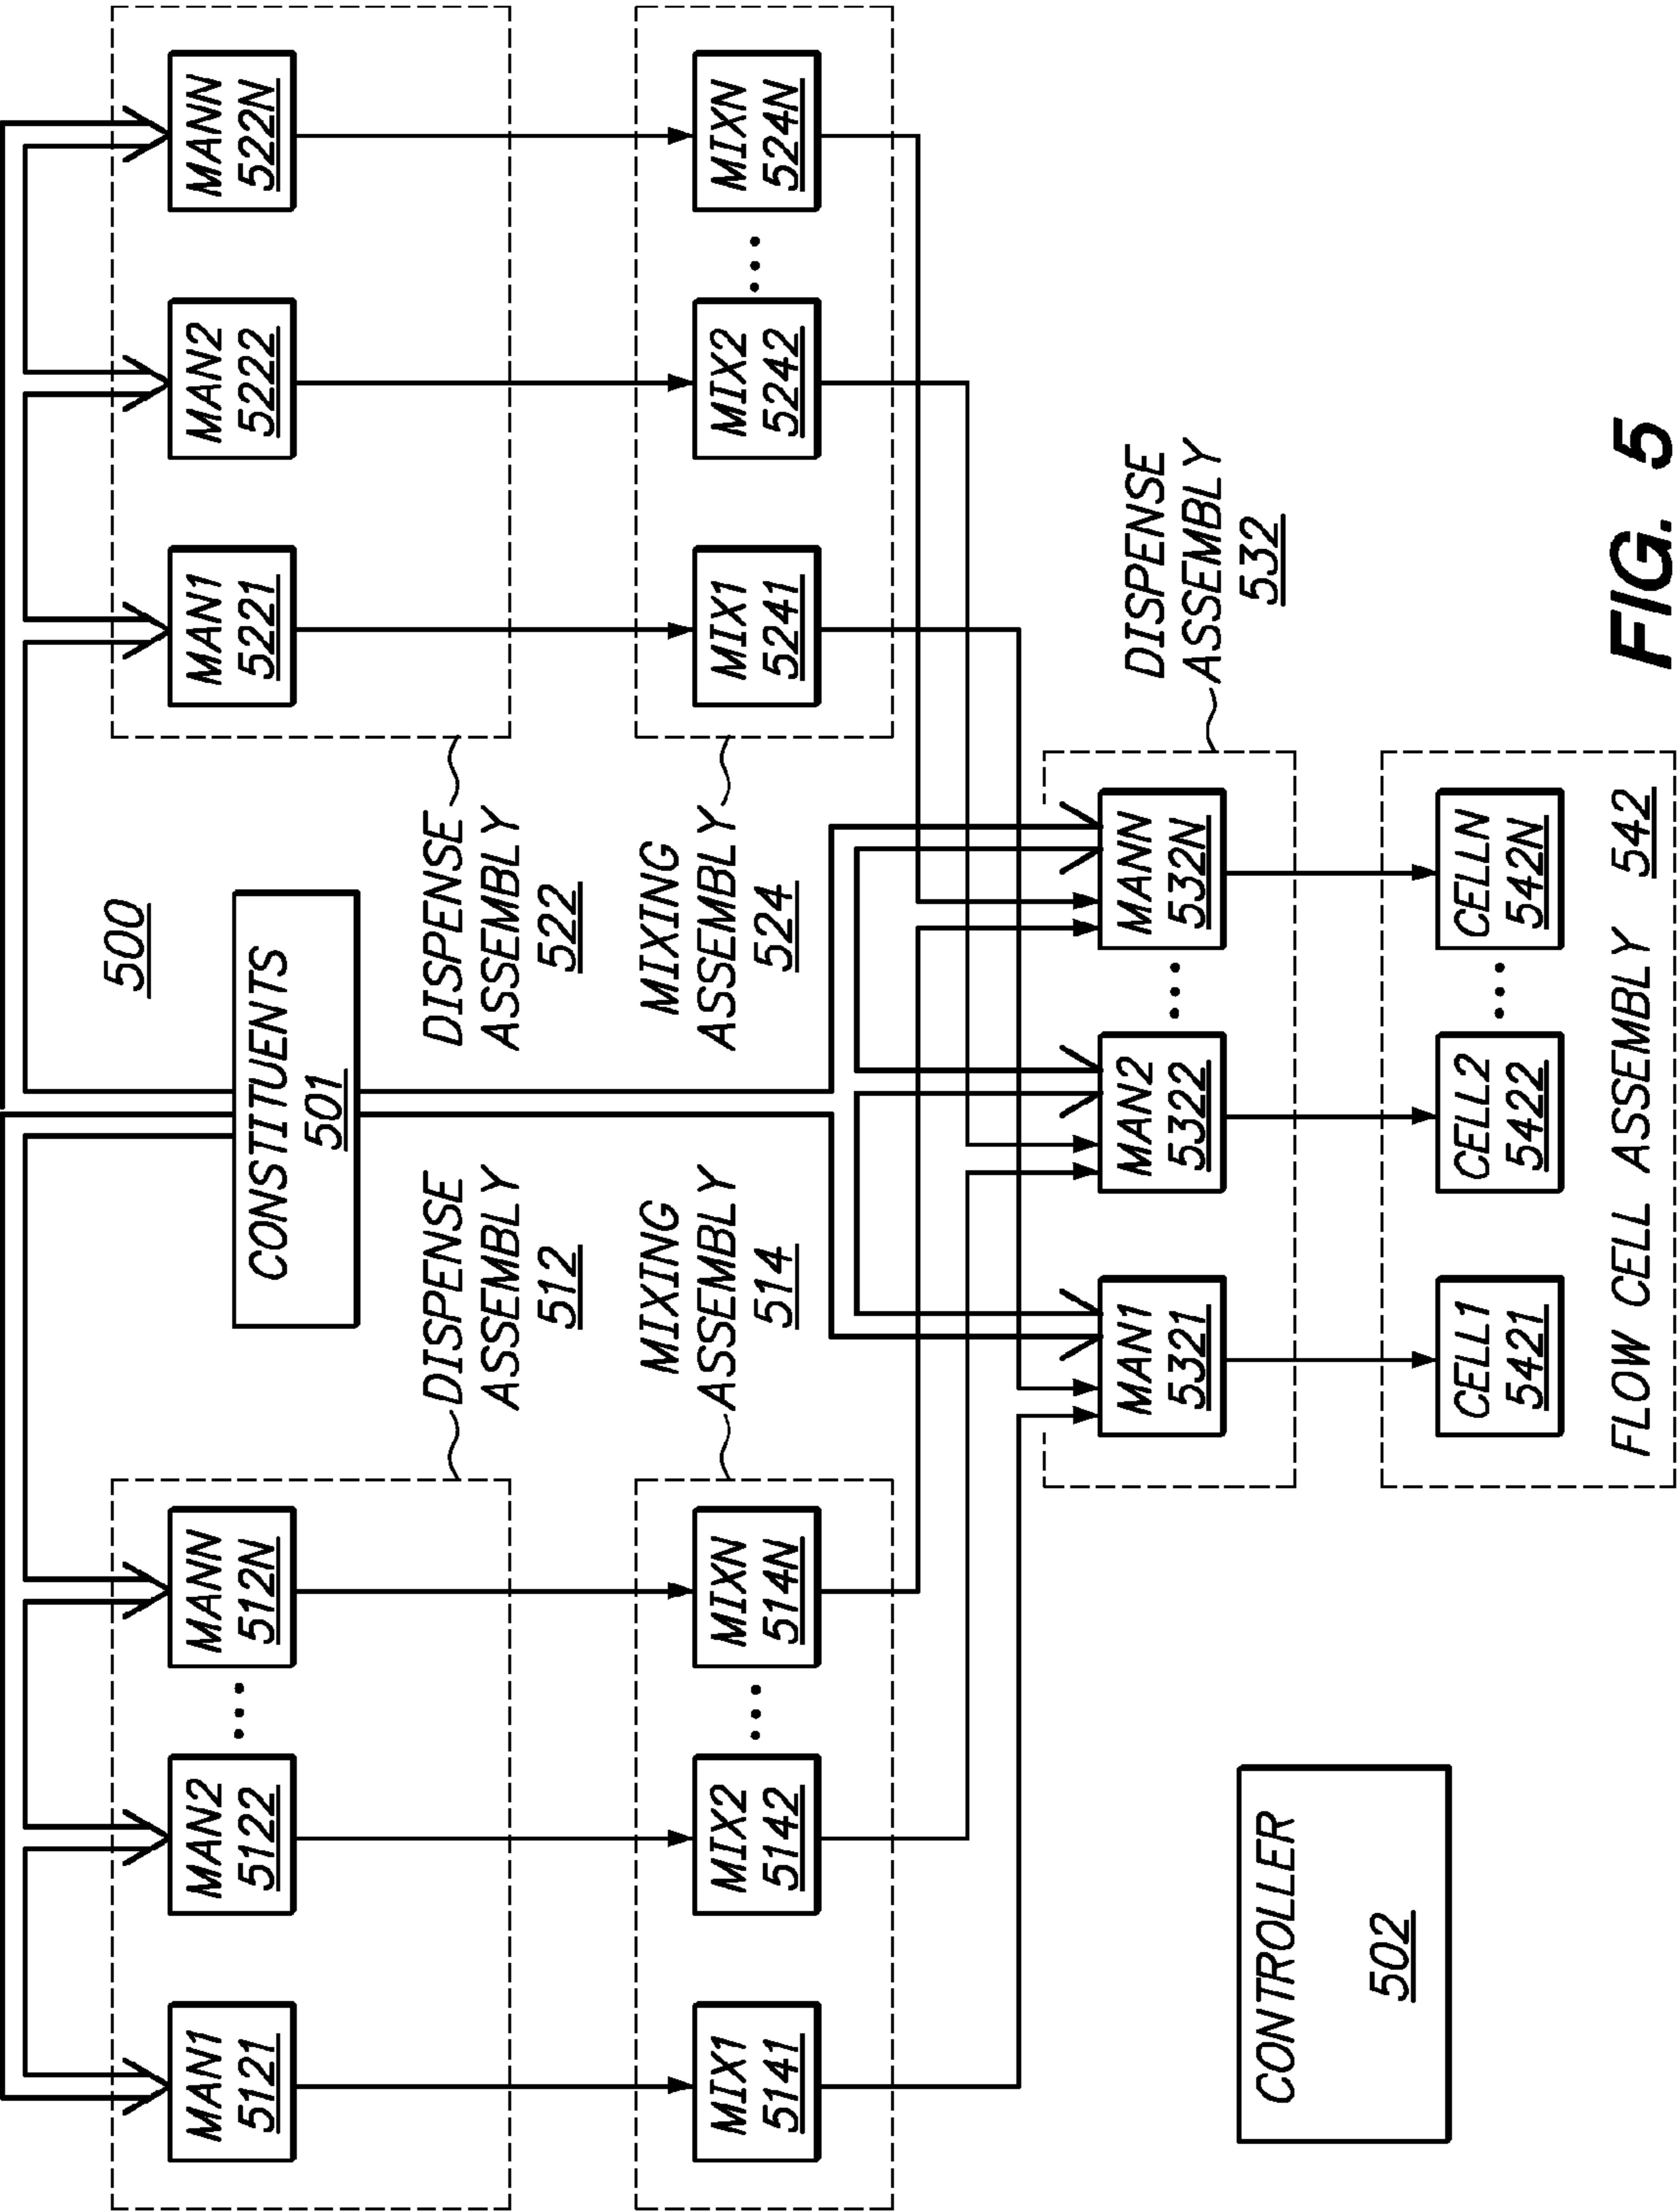 500
CONSTITUENTS
501
MAN1
5121
MAN2
5122
...
MANN
512N
MAN1
5221
MAN2
5222
MANN
522N
DISPENSE
ASSEMBLY
512
DISPENSE
ASSEMBLY
522
MIX1
5141
MIX2
5142
...
MIXN
514N
MIXING
ASSEMBLY
514
MIXING
ASSEMBLY
524
MIX1
5241
MIX2
5242
...
MIXN
524N
MAN1
5321
MAN2
5322
...
MANN
532N
DISPENSE
ASSEMBLY
532
CONTROLLER
502
CELL1
5421
CELL2
5422
...
CELLN
542N
FLOW CELL ASSEMBLY 542
FIG. 5